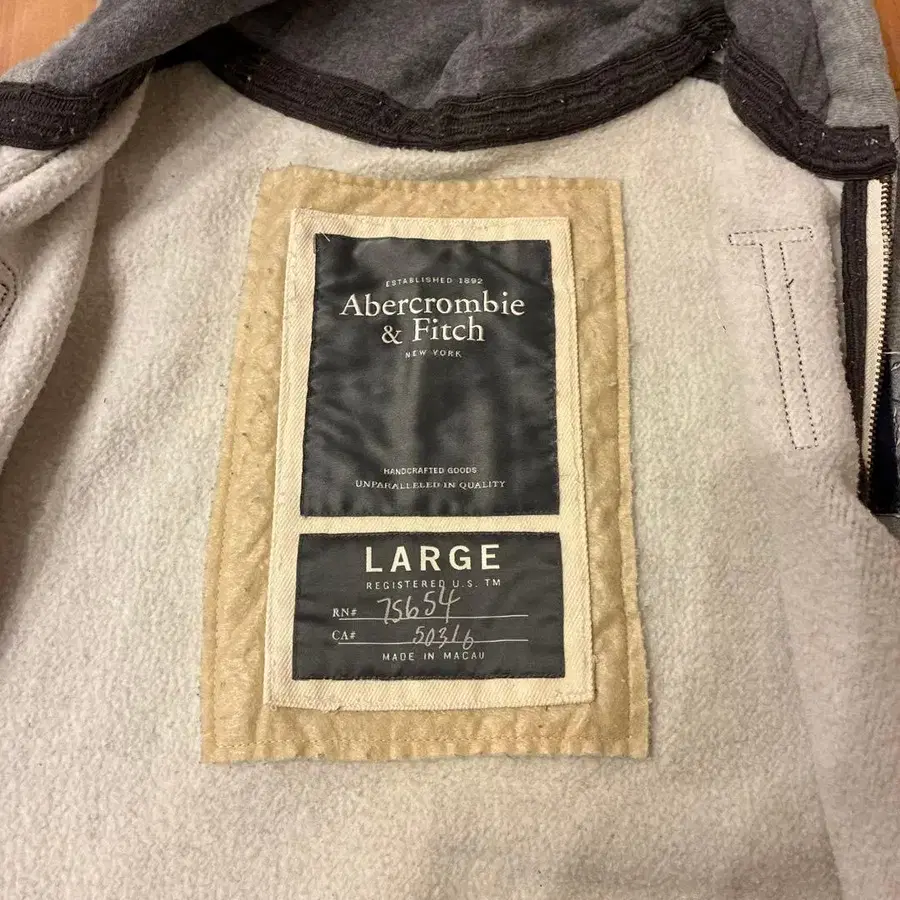 ESTABLISHED 1892
Abercrombie
& Fitch
NEW YORK
HANDCRAFTED GOODS
UNPARALLELED IN QUALITY
LARGE
REGISTERED U.S. TM
RN# 75654
CA# 50316
MADE IN MACAU